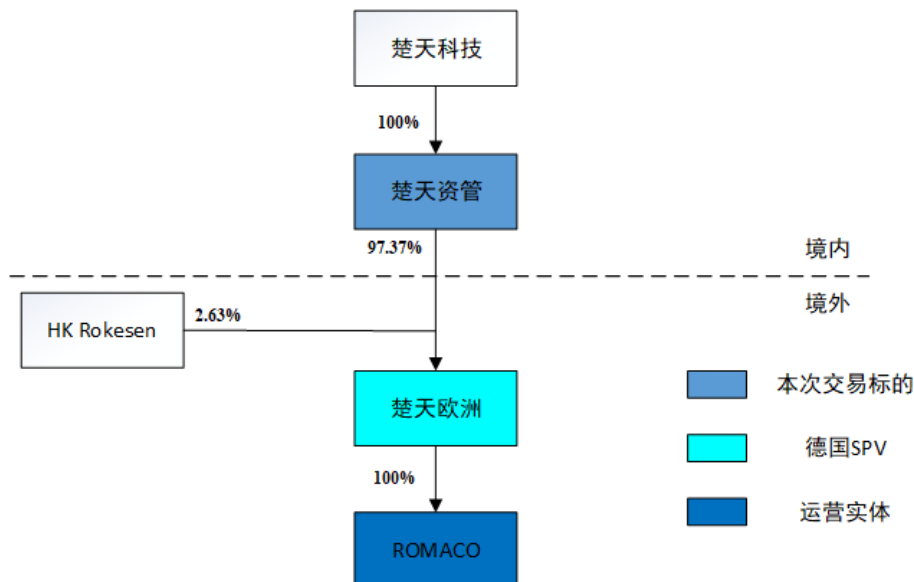 楚天科技
100%
楚天资管
97.37%
境内
境外
HK Rokesen
2.63%
楚天欧洲
本次交易标的
德国SPV
100%
运营实体
ROMACO